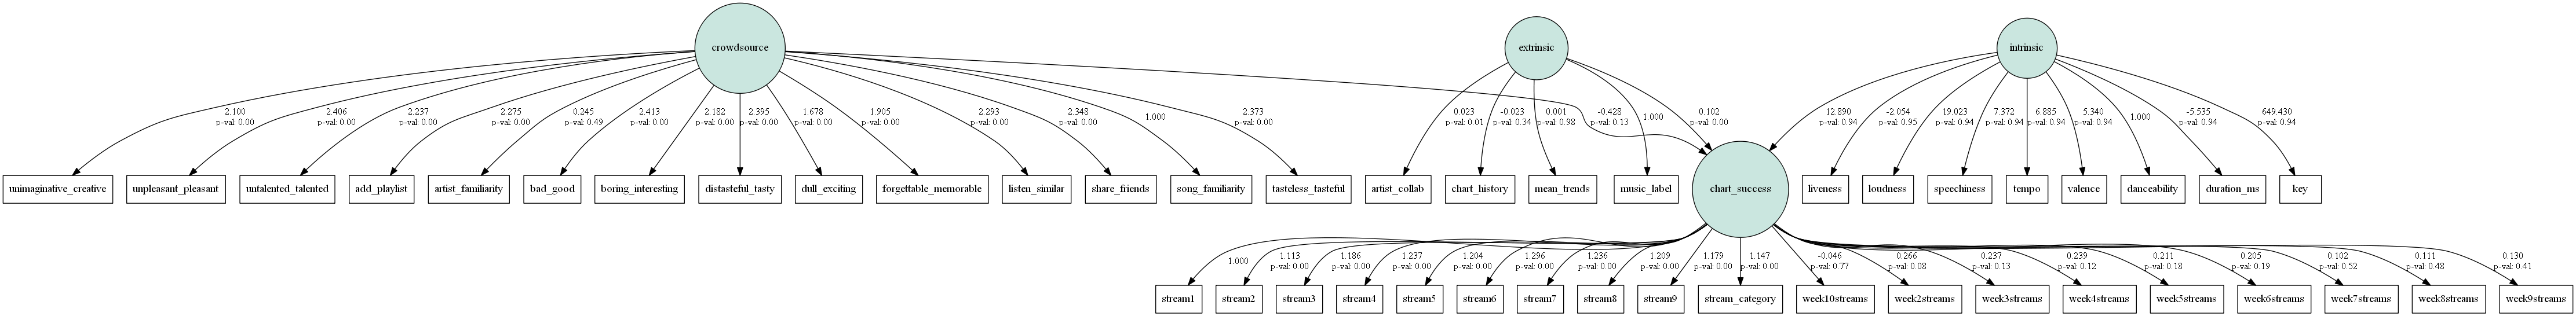 crowdsource
extrinsic
intrinsic
2.100
p-val: 0.00
2.406
p-val: 0.00
2.237
p-val: 0.00
2.275
p-val: 0.00
0.245
p-val: 0.49
2.413
p-val: 0.00
2.182
p-val: 0.00
2.395
p-val: 0.00
1.678
p-val: 0.00
1.905
p-val: 0.00
2.293
p-val: 0.00
2.348
p-val: 0.00
1.000
2.373
p-val: 0.00
0.023
p-val: 0.01
-0.023
p-val: 0.34
0.001
p-val: 0.98
-0.428
p-val: 0.13
1.000
0.102
p-val: 0.00
12.890
p-val: 0.94
-2.054
p-val: 0.95
19.023
p-val: 0.94
7.372
p-val: 0.94
6.885
p-val: 0.94
5.340
p-val: 0.94
1.000
-5.535
p-val: 0.94
649.430
p-val: 0.94
unimaginative_creative
unpleasant_pleasant
untalented_talented
add_playlist
artist_familiarity
bad_good
boring_interesting
distasteful_tasty
dull_exciting
forgettable_memorable
listen_similar
share_friends
song_familiarity
tasteless_tasteful
artist_collab
chart_history
mean_trends
music_label
chart_success
liveness
loudness
speechiness
tempo
valence
danceability
duration_ms
key
1.000
1.113
p-val: 0.00
1.186
p-val: 0.00
1.237
p-val: 0.00
1.204
p-val: 0.00
1.296
p-val: 0.00
1.236
p-val: 0.00
1.209
p-val: 0.00
1.179
p-val: 0.00
1.147
p-val: 0.00
-0.046
p-val: 0.77
0.266
p-val: 0.08
0.237
p-val: 0.13
0.239
p-val: 0.12
0.211
p-val: 0.18
0.205
p-val: 0.19
0.102
p-val: 0.52
0.111
p-val: 0.48
0.130
p-val: 0.41
stream1
stream2
stream3
stream4
stream5
stream6
stream7
stream8
stream9
stream_category
week10streams
week2streams
week3streams
week4streams
week5streams
week6streams
week7streams
week8streams
week9streams